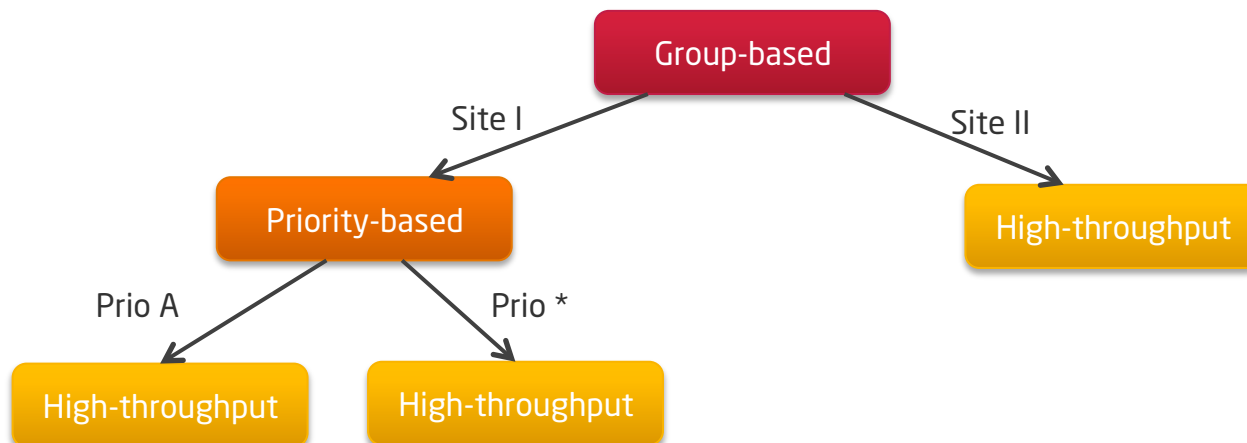 Group-based
Site I
Site II
Priority-based
High-throughput
Prio A
Prio *
High-throughput
High-throughput